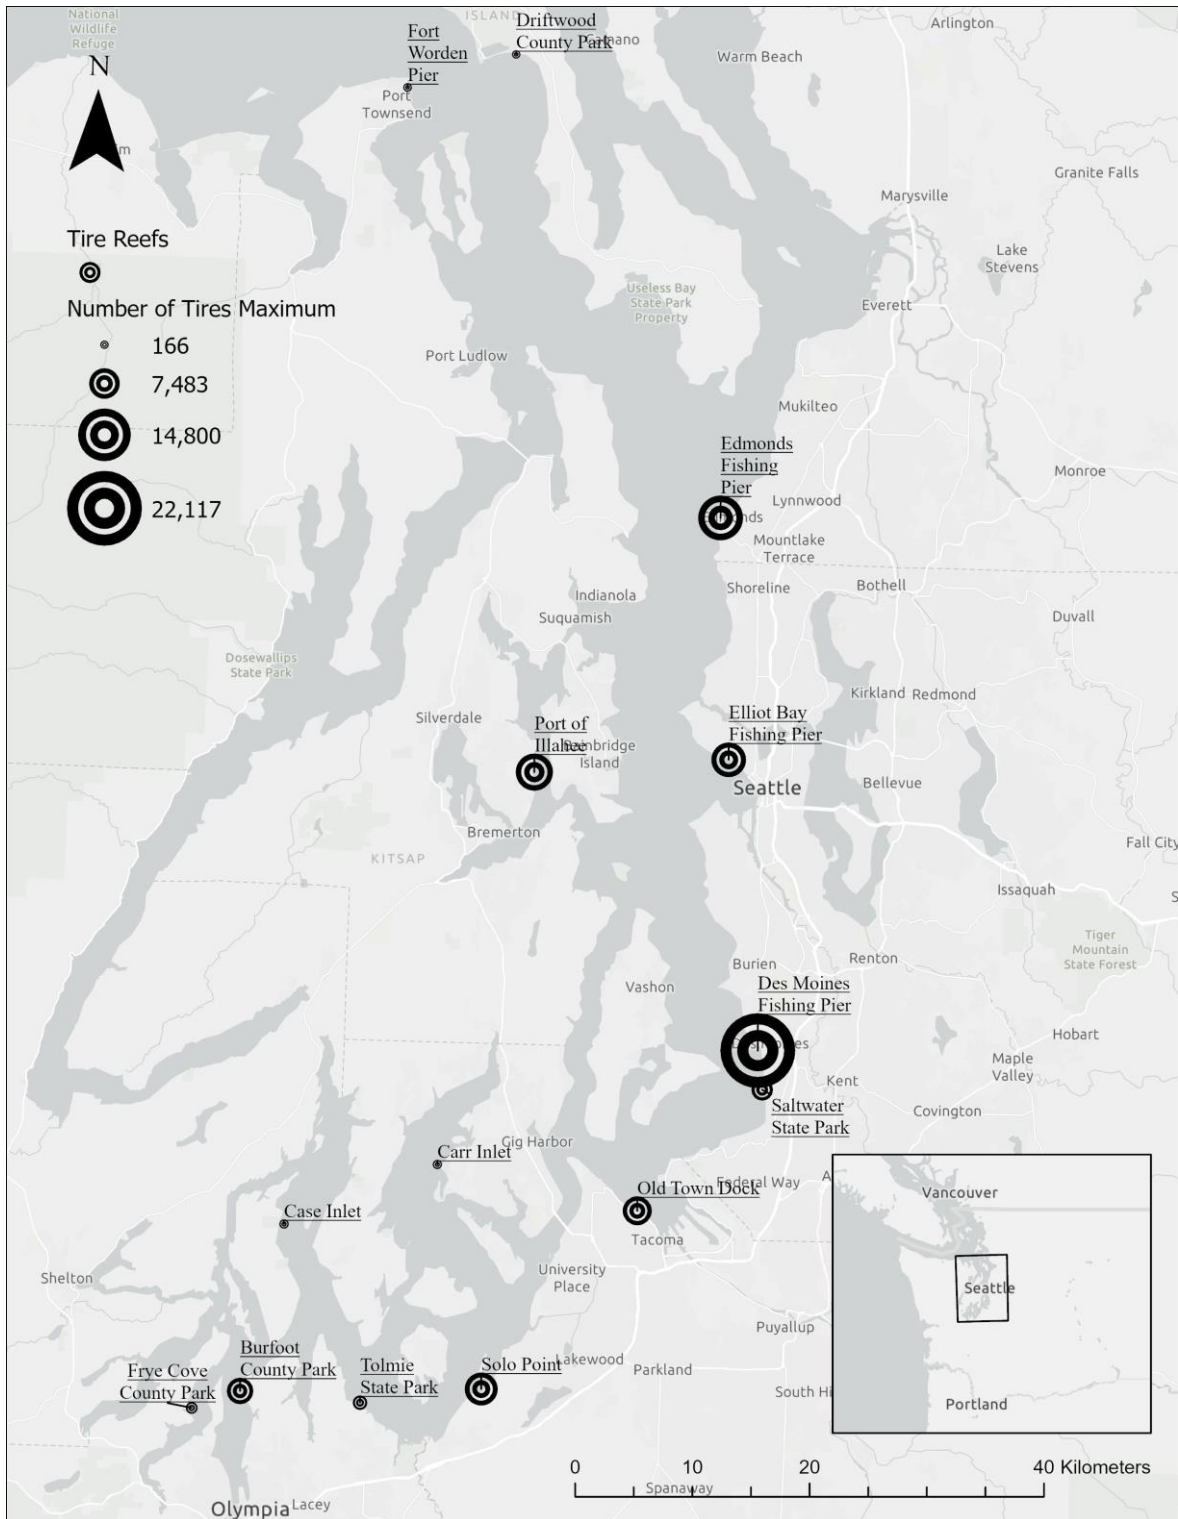 National
Wildlife
Refuge
ISLAND
Driftwood
County Park
Fort
Worden
Pier
Arlington
Warm Beach
N
Port
Townsend
Granite Falls
Marysville
Tire Reefs
Lake
Stevens
Useless Bay
State Park
Property
Everett
Number of Tires Maximum
166
7,483
14,800
22,117
Port Ludlow
Mukilteo
Edmonds
Fishing
Pier
Monroe
Lynnwood
Mountlake
Terrace
Shoreline
Bothell
Indianola
Suquamish
Duvall
Dosewallips
State Park
Kirkland
Redmond
Silverdale
Port of
Illahee
Bainbridge
Island
Elliot Bay
Fishing Pier
Seattle
Bellevue
Bremerton
KITSAP
Fall City
Issaquah
Tiger
Mountain
State Forest
Burien
Renton
Vashon
Des Moines
Fishing Pier
Hobart
Maple
Valley
Kent
Covington
Saltwater
State Park
Gig Harbor
Carr Inlet
Federal Way
Old Town Dock
Case Inlet
Tacoma
Shelton
University
Place
Vancouver
Seattle
Portland
Puyallup
Lakewood
Parkland
South Hi
Burfoot
County Park
Frye Cove
County Park
Tolmie
State Park
Solo Point
0 10 20 40 Kilometers
Spanaway
Olympia
Lacey